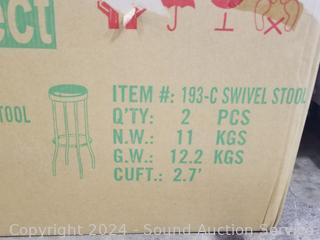 ect
ITEM #: 193-C SWIVEL STOOL
STOOL
Q'TY: 2 PCS
N.W.: 11 KGS
G.W.: 12.2 KGS
CUFT.: 2.7'
Copyright 2024 - Sound Auction Service